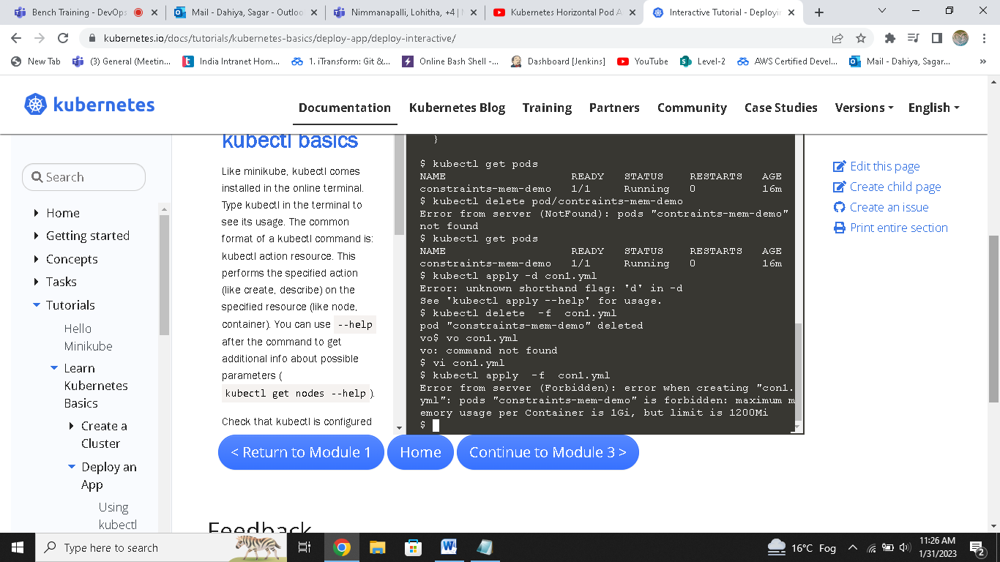 Bench Training - DevOps
Mail - Dahiya, Sagar - Outloo
Nimmanapalli, Lohitha, +4 |
Kubernetes Horizontal Pod A
Interactive Tutorial - Deployin
kubernetes.io/docs/tutorials/kubernetes-basics/deploy-app/deploy-interactive/
New Tab
(3) General (Meetin...
India Intranet Hom...
1. iTransform: Git &...
Online Bash Shell -...
Dashboard [Jenkins]
YouTube
Level-2
AWS Certified Devel...
Mail - Dahiya, Sagar...
»
kubernetes
Documentation
Kubernetes Blog
Training
Partners
Community
Case Studies
Versions
English
Search
Home
Getting started
Concepts
Tasks
Tutorials
Hello
Minikube
Learn
Kubernetes
Basics
Create a
Cluster
Deploy an
App
Using
kubectl
kubectl basics
Like minikube, kubectl comes
installed in the online terminal.
Type kubectl in the terminal to
see its usage. The common
format of a kubectl command is:
kubectl action resource. This
performs the specified action
(like create, describe) on the
specified resource (like node,
container). You can use --help
after the command to get
additional info about possible
parameters (
kubectl get nodes --help ).
Check that kubectl is configured
}
$ kubectl get pods
NAME READY STATUS RESTARTS AGE
constraints-mem-demo 1/1 Running 0 16m
$ kubectl delete pod/contraints-mem-demo
Error from server (NotFound): pods "contraints-mem-demo"
not found
$ kubectl get pods
NAME READY STATUS RESTARTS AGE
constraints-mem-demo 1/1 Running 0 16m
$ kubectl apply -d con1.yml
Error: unknown shorthand flag: 'd' in -d
See 'kubectl apply --help' for usage.
$ kubectl delete -f con1.yml
pod "constraints-mem-demo" deleted
vo$ vo con1.yml
vo: command not found
$ vi con1.yml
$ kubectl apply -f con1.yml
Error from server (Forbidden): error when creating "con1.
yml": pods "constraints-mem-demo" is forbidden: maximum m
emory usage per Container is 1Gi, but limit is 1200Mi
$
Edit this page
Create child page
Create an issue
Print entire section
< Return to Module 1
Home
Continue to Module 3 >
Feedback
Type here to search
16°C Fog
11:26 AM
1/31/2023
2